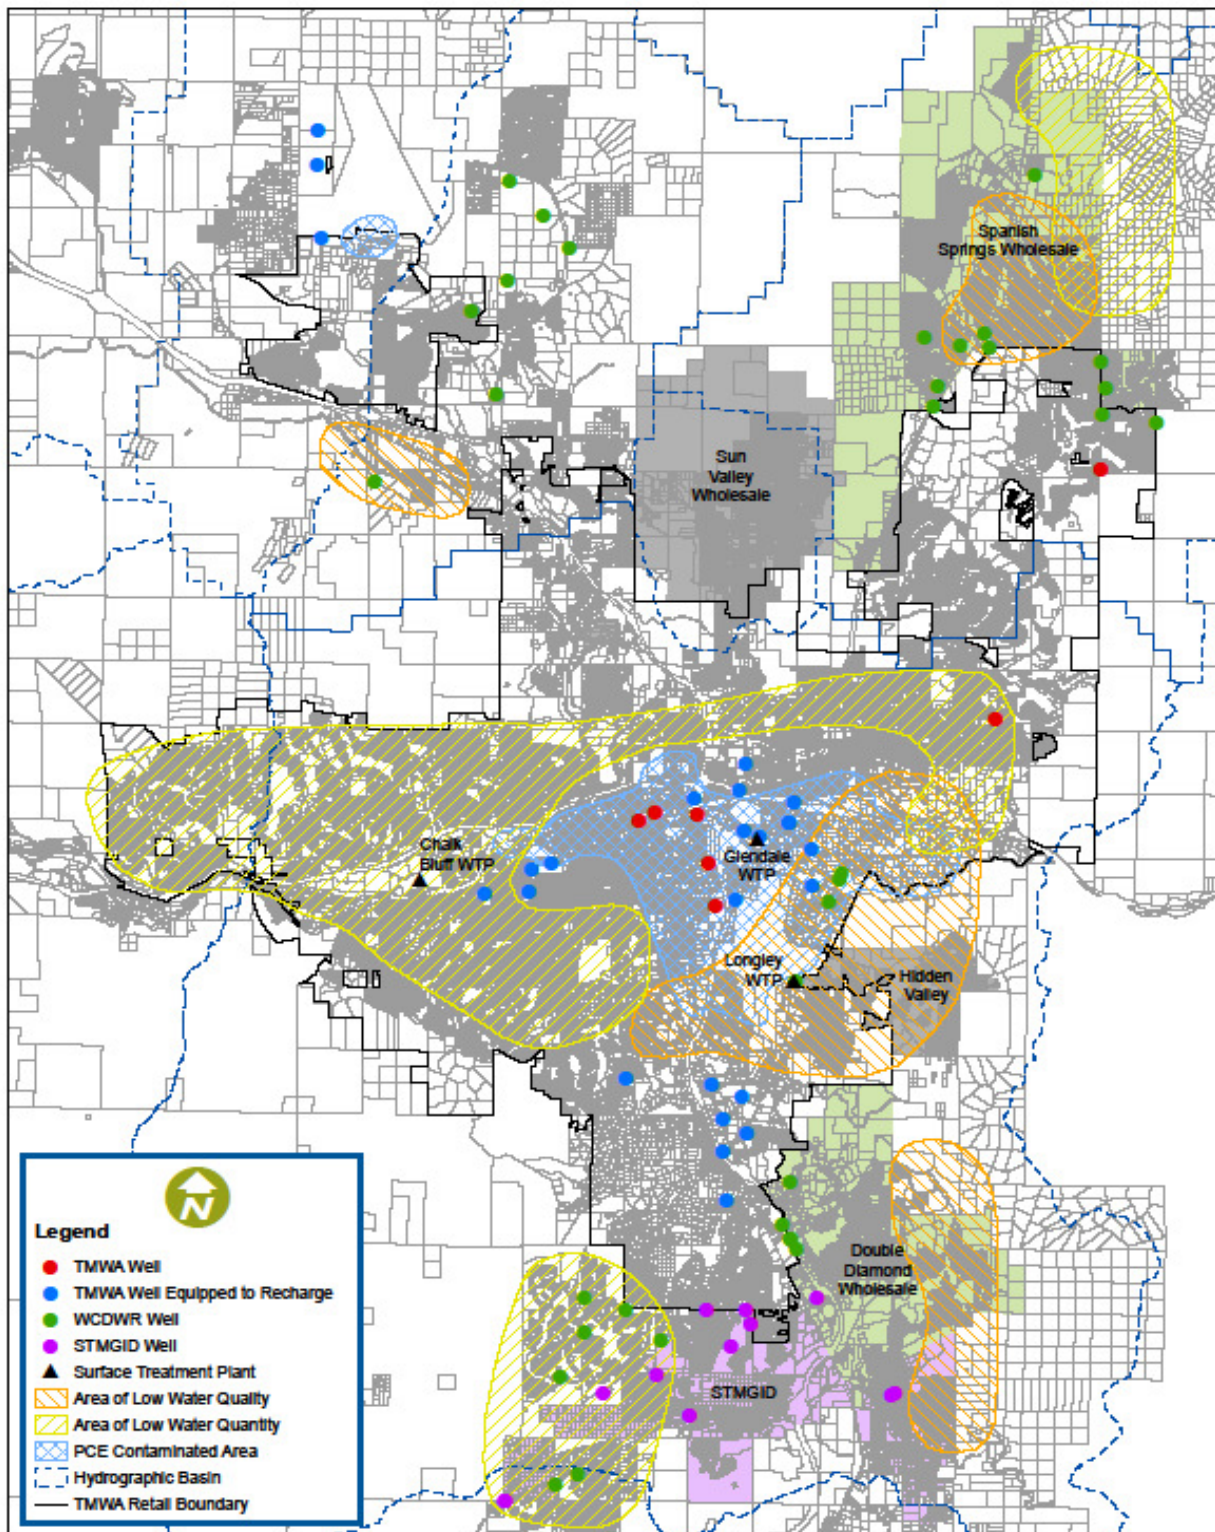 Spanish
Springs Wholesale
Sun
Valley
Wholesale
Chalk
Bluff WTP
Glendale
WTP
Longley
WTP
Hidden
Valley
Double
Diamond
Wholesale
STMGID
N
Legend
TMWA Well
TMWA Well Equipped to Recharge
WCDWR Well
STMGID Well
Surface Treatment Plant
Area of Low Water Quality
Area of Low Water Quantity
PCE Contaminated Area
Hydrographic Basin
TMWA Retail Boundary